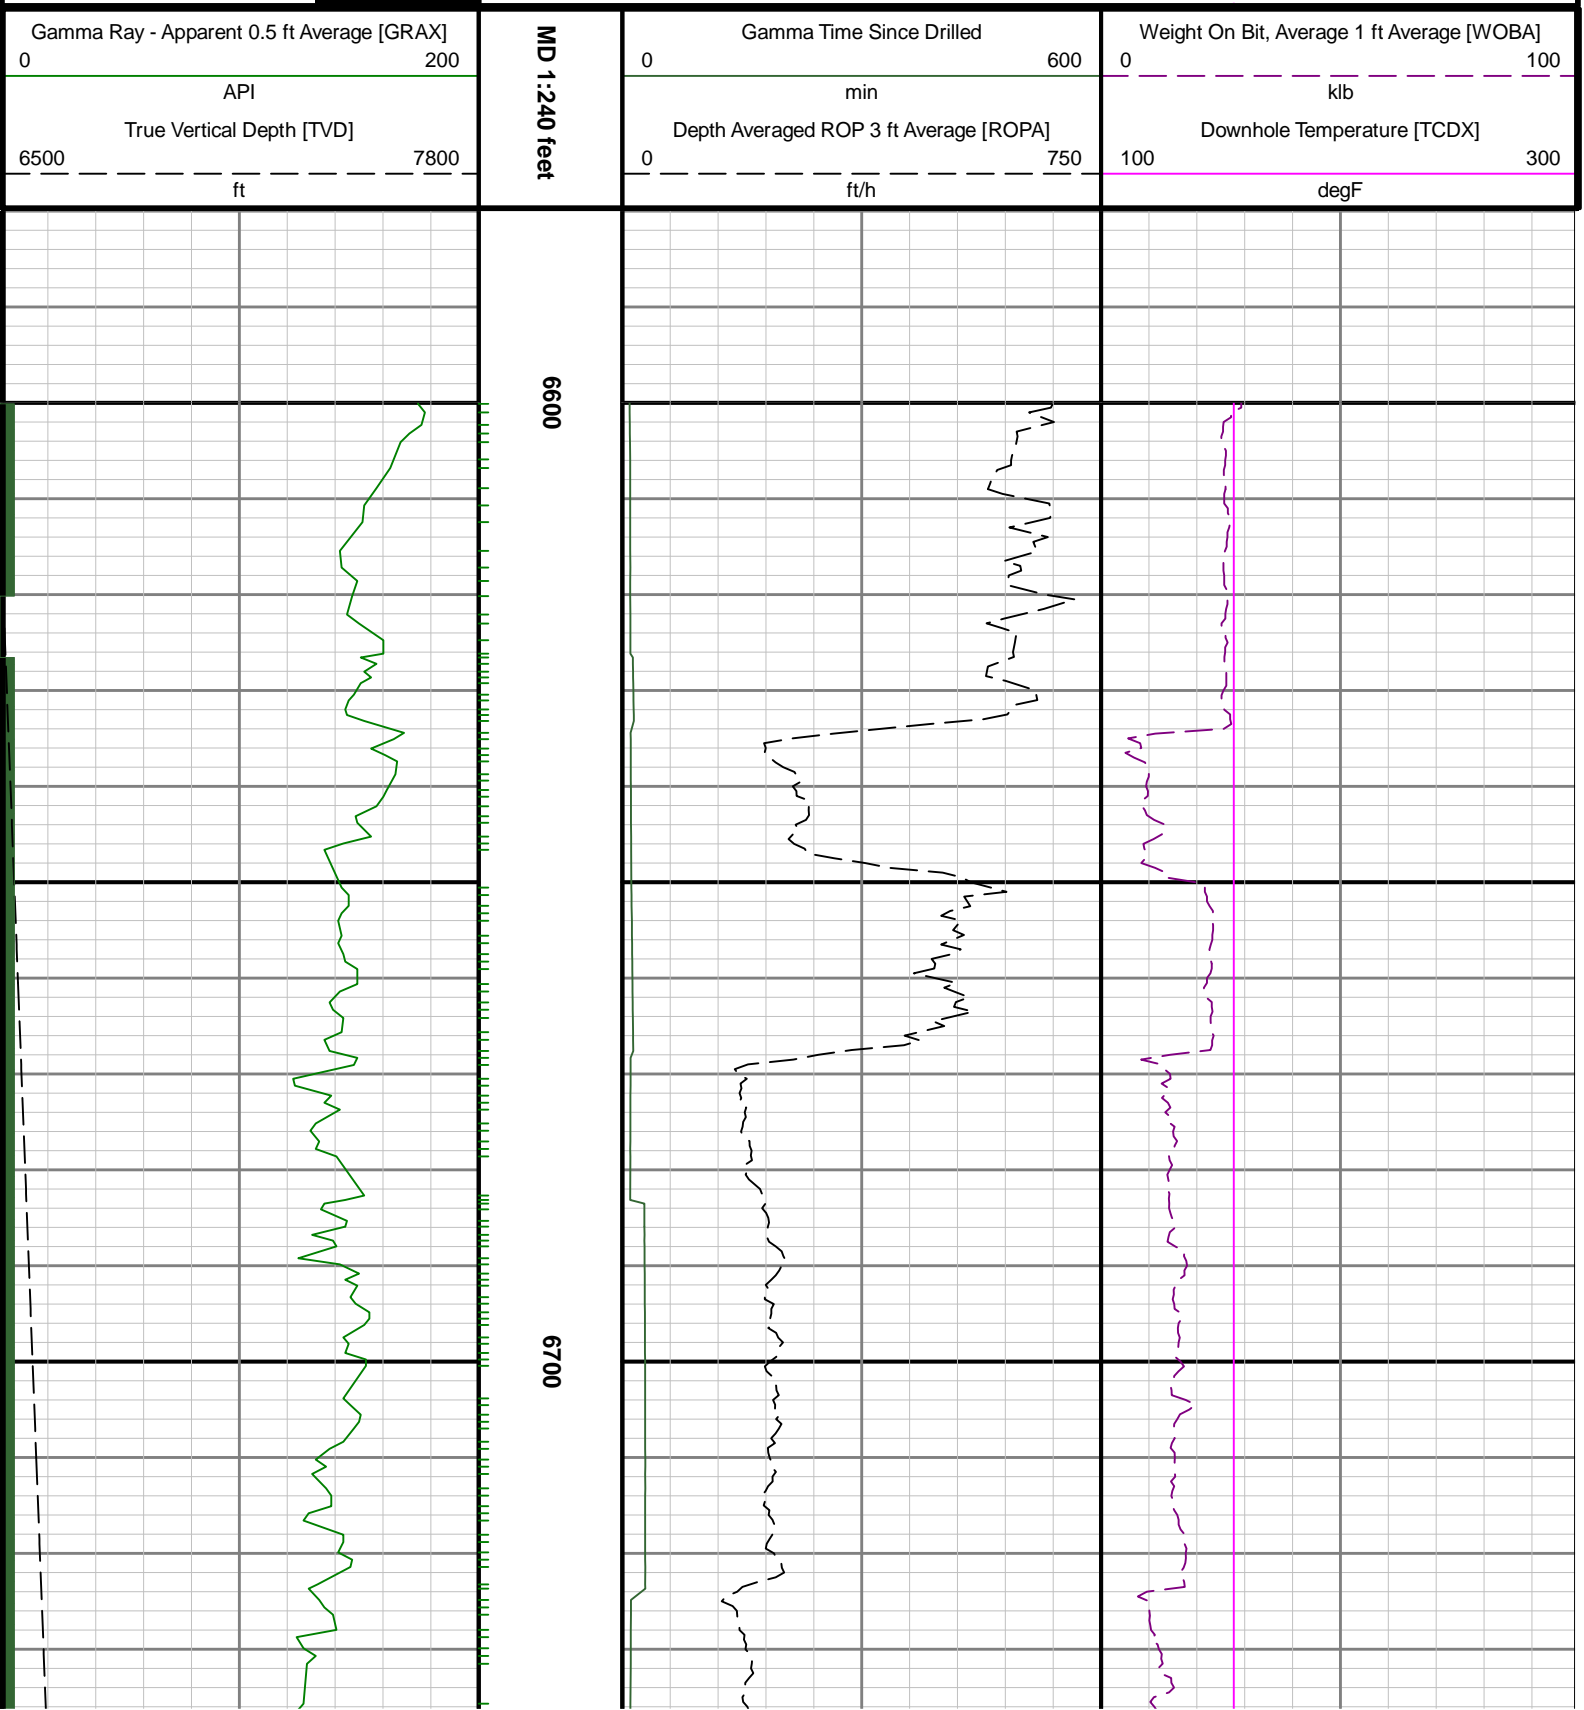 Gamma Ray - Apparent 0.5 ft Average [GRAX]
0 200
API
True Vertical Depth [TVD]
6500 7800
ft
MD 1:240 feet
Gamma Time Since Drilled
0 600
min
Depth Averaged ROP 3 ft Average [ROPA]
0 750
ft/h
Weight On Bit, Average 1 ft Average [WOBA]
0 100
klb
Downhole Temperature [TCDX]
100 300
degF
6600
6700